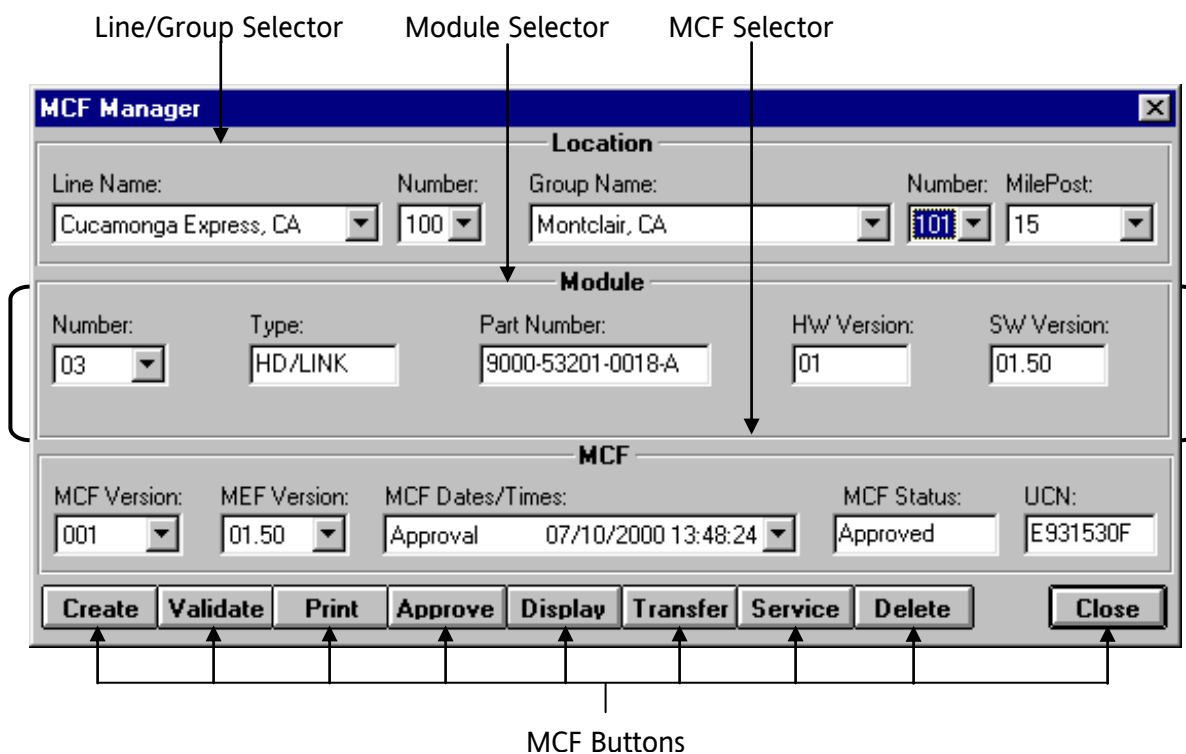 Line/Group Selector Module Selector MCF Selector
MCF Manager
Location
Line Name: Number: Group Name: Number: MilePost:
Cucamonga Express, CA 100 Montclair, CA 101 15
Module
Number: Type: Part Number: HW Version: SW Version:
03 HD/LINK 9000-53201-0018-A 01 01.50
MCF
MCF Version: MEF Version: MCF Dates/Times: MCF Status: UCN:
001 01.50 Approval 07/10/2000 13:48:24 Approved E931530F
Create Validate Print Approve Display Transfer Service Delete Close
MCF Buttons